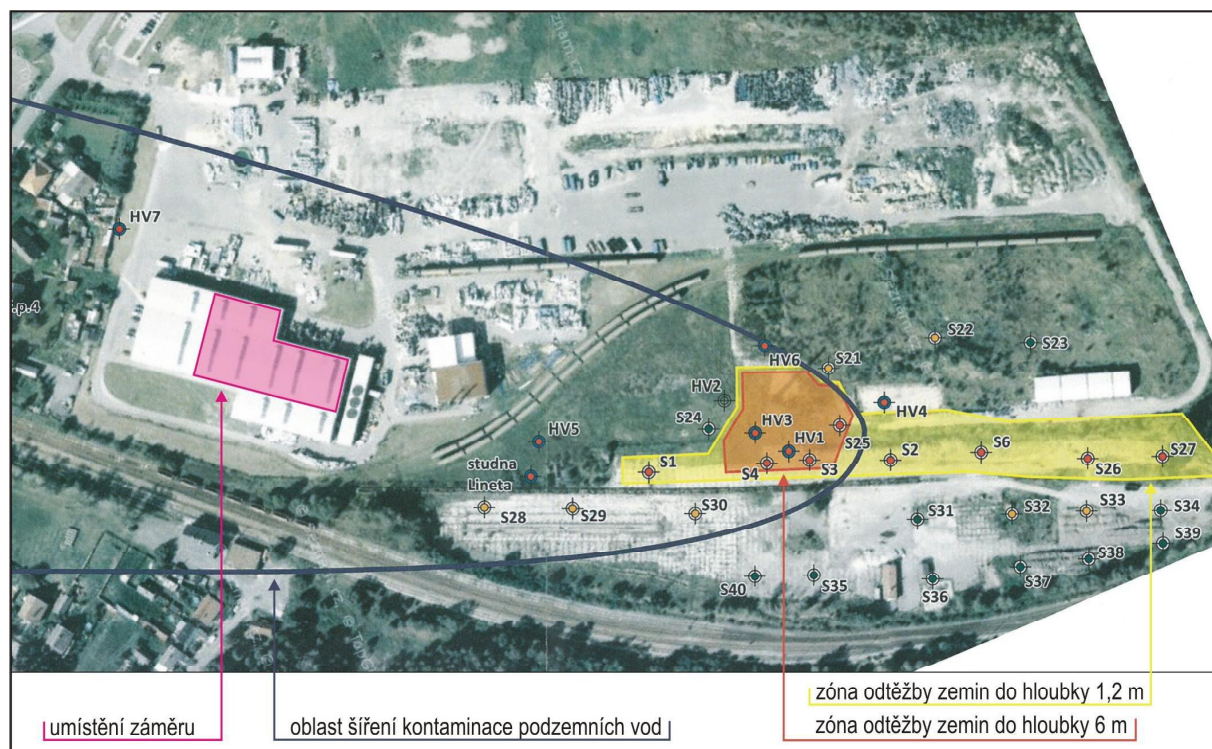 HV7
č.p.4
HV6
S21
S22
S23
HV2
HV4
S24
HV3
HV5
HV1
S25
studna
Lineta
S1
S4
S3
S2
S6
S26
S27
S28
S29
S30
S31
S32
S33
S34
S39
S38
S37
S40
S35
S36
zóna odtěžby zemin do hloubky 1,2 m
umístění záměru
oblast šíření kontaminace podzemních vod
zóna odtěžby zemin do hloubky 6 m